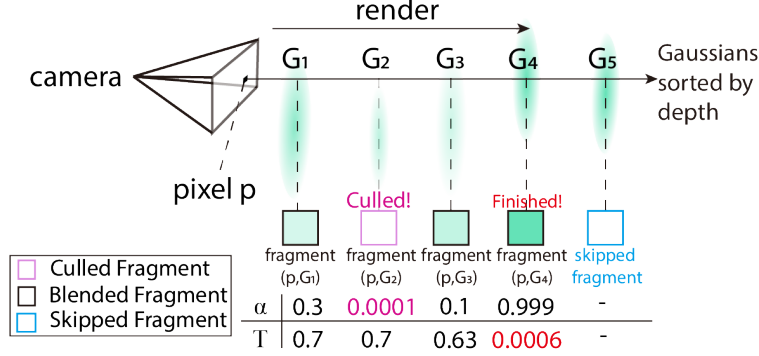 render
G1 G2 G3 G4 G5
camera
Gaussians
sorted by
depth
pixel p
Culled! Finished!
fragment fragment fragment fragment skipped
(p,G1) (p,G2) (p,G3) (p,G4) fragment
Culled Fragment
Blended Fragment
Skipped Fragment
α 0.3 0.0001 0.1 0.999 -
T 0.7 0.7 0.63 0.0006 -